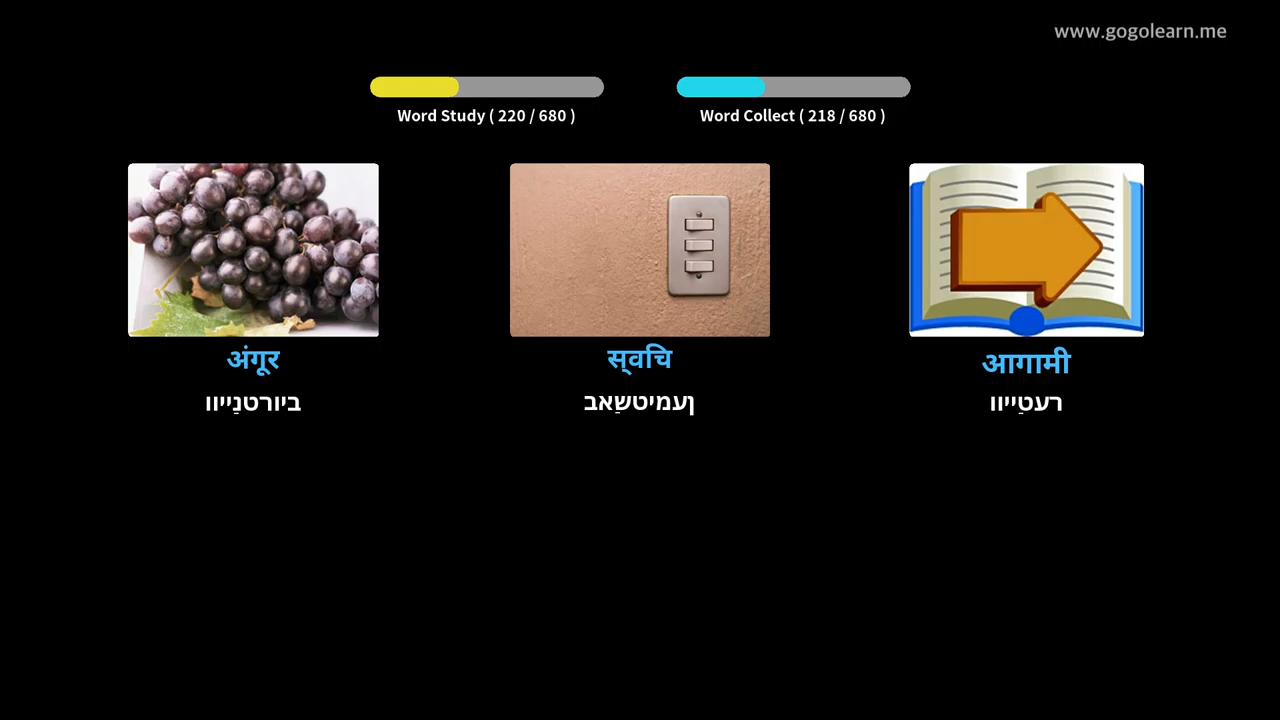 www.gogolearn.me
Word Study ( 220 / 680 )
Word Collect ( 218 / 680 )
अंगूर
स्‌वचि
आगामी
ביורטנַייוו
ןעמיטשַאב
רעטַייוו